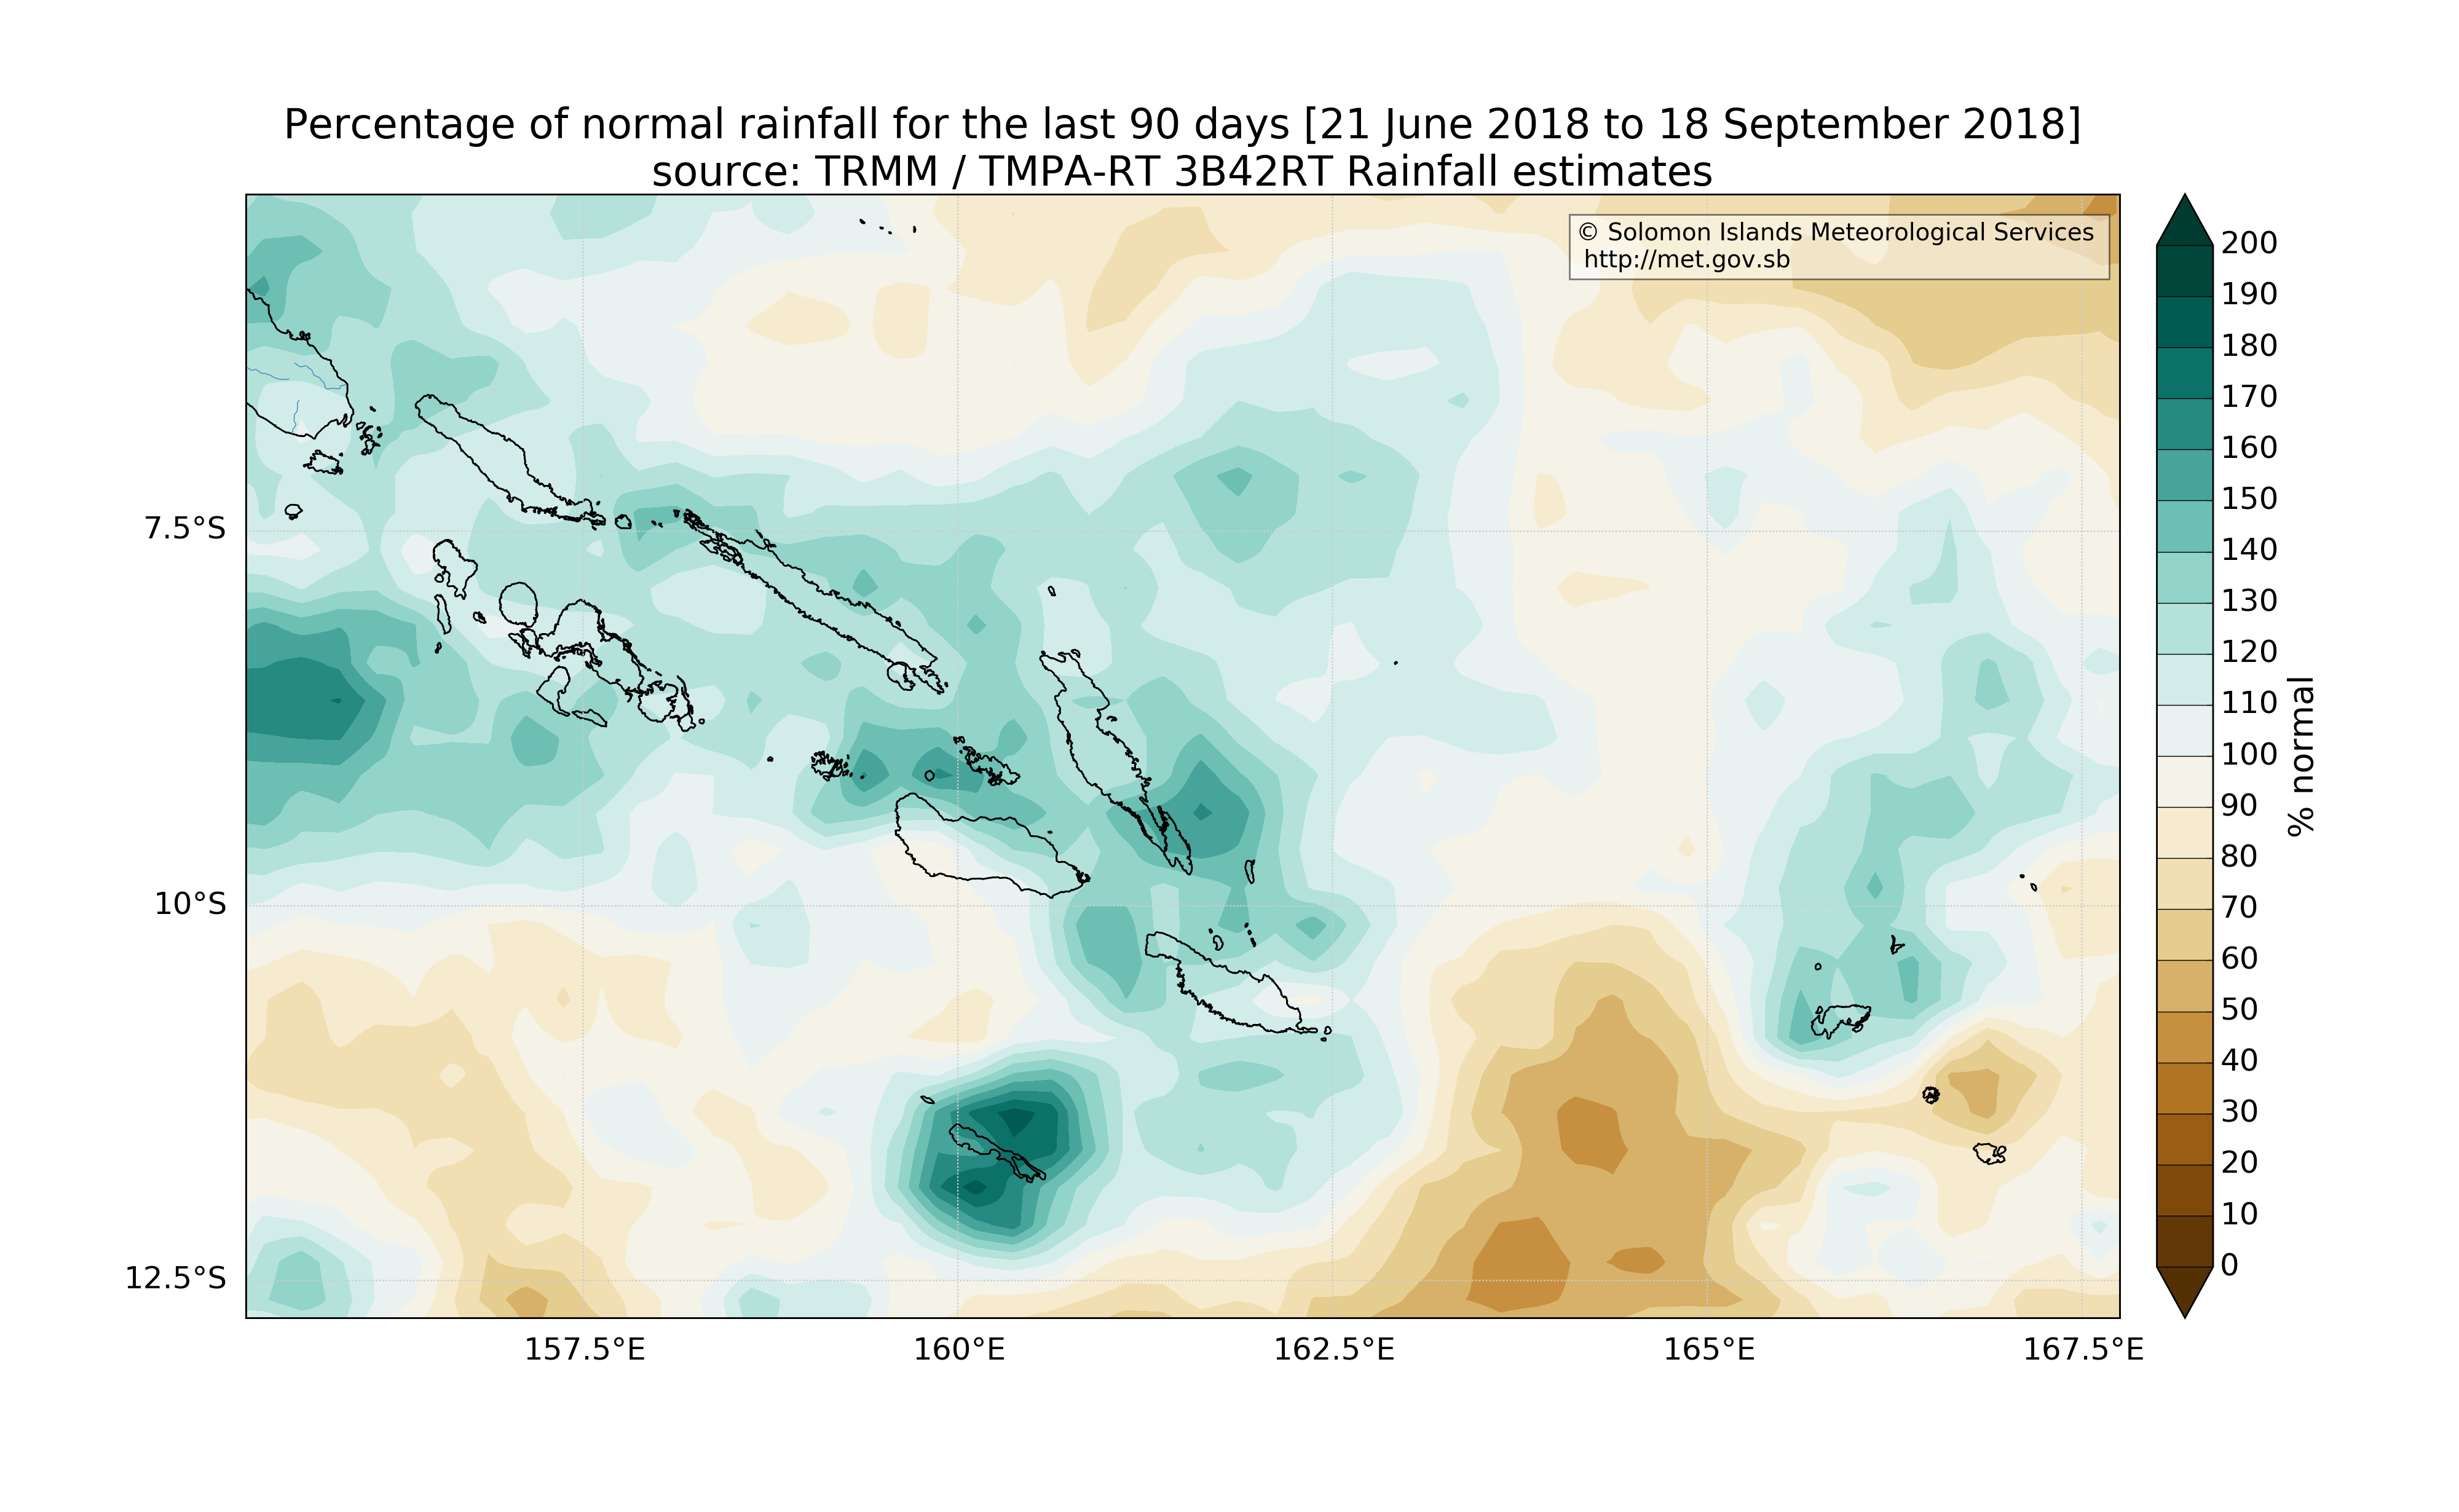 Percentage of normal rainfall for the last 90 days [21 June 2018 to 18 September 2018]
source: TRMM / TMPA-RT 3B42RT Rainfall estimates
© Solomon Islands Meteorological Services
http://met.gov.sb
7.5°S
10°S
12.5°S
157.5°E
160°E
162.5°E
165°E
167.5°E
200
190
180
170
160
150
140
130
120
110
100
90
80
70
60
50
40
30
20
10
0
% normal